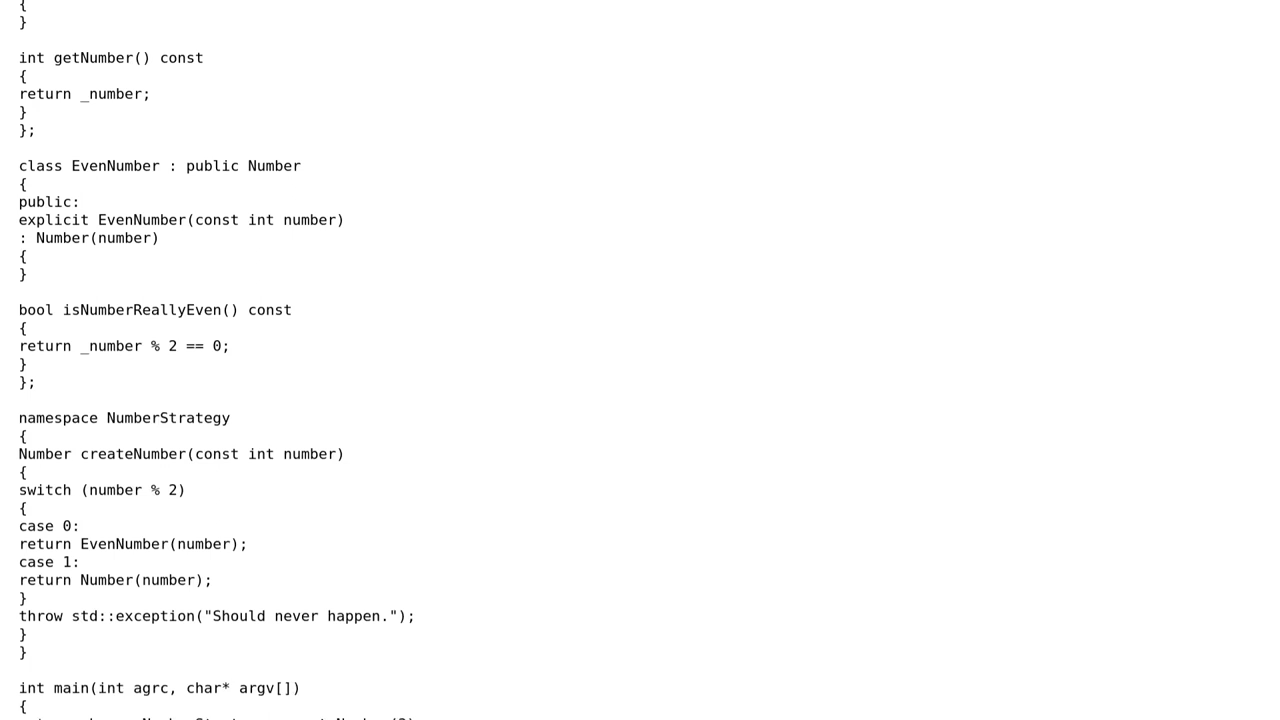 {
}
int getNumber() const
{
return _number;
}
};
class EvenNumber : public Number
{
public:
explicit EvenNumber(const int number)
: Number(number)
{
}
bool isNumberReallyEven() const
{
return _number % 2 == 0;
}
};
namespace NumberStrategy
{
Number createNumber(const int number)
{
switch (number % 2)
{
case 0:
return EvenNumber(number);
case 1:
return Number(number);
}
throw std::exception("Should never happen.");
}
}
int main(int agrc, char* argv[])
{